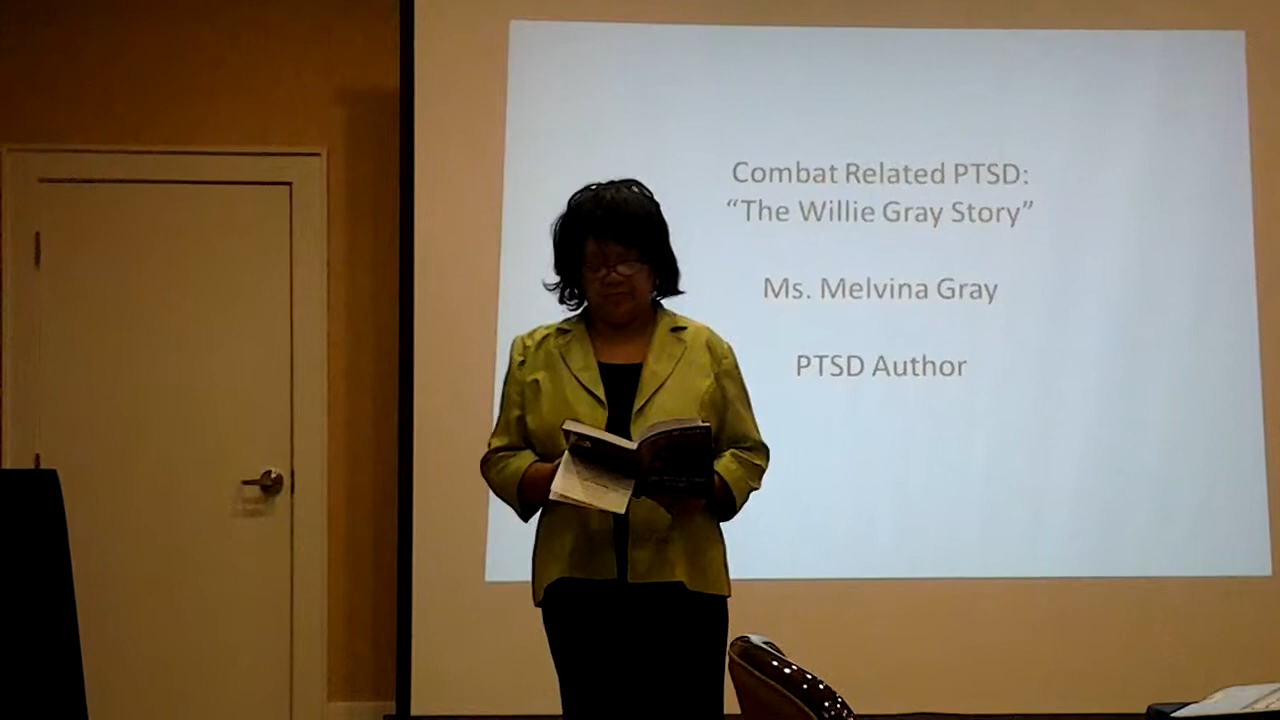 Combat Related PTSD:
“The Willie Gray Story”
Ms. Melvina Gray
PTSD Author